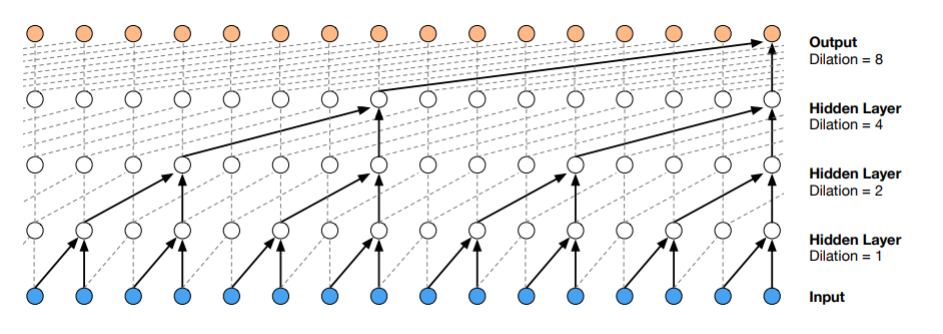 Output
Dilation = 8
Hidden Layer
Dilation = 4
Hidden Layer
Dilation = 2
Hidden Layer
Dilation = 1
Input